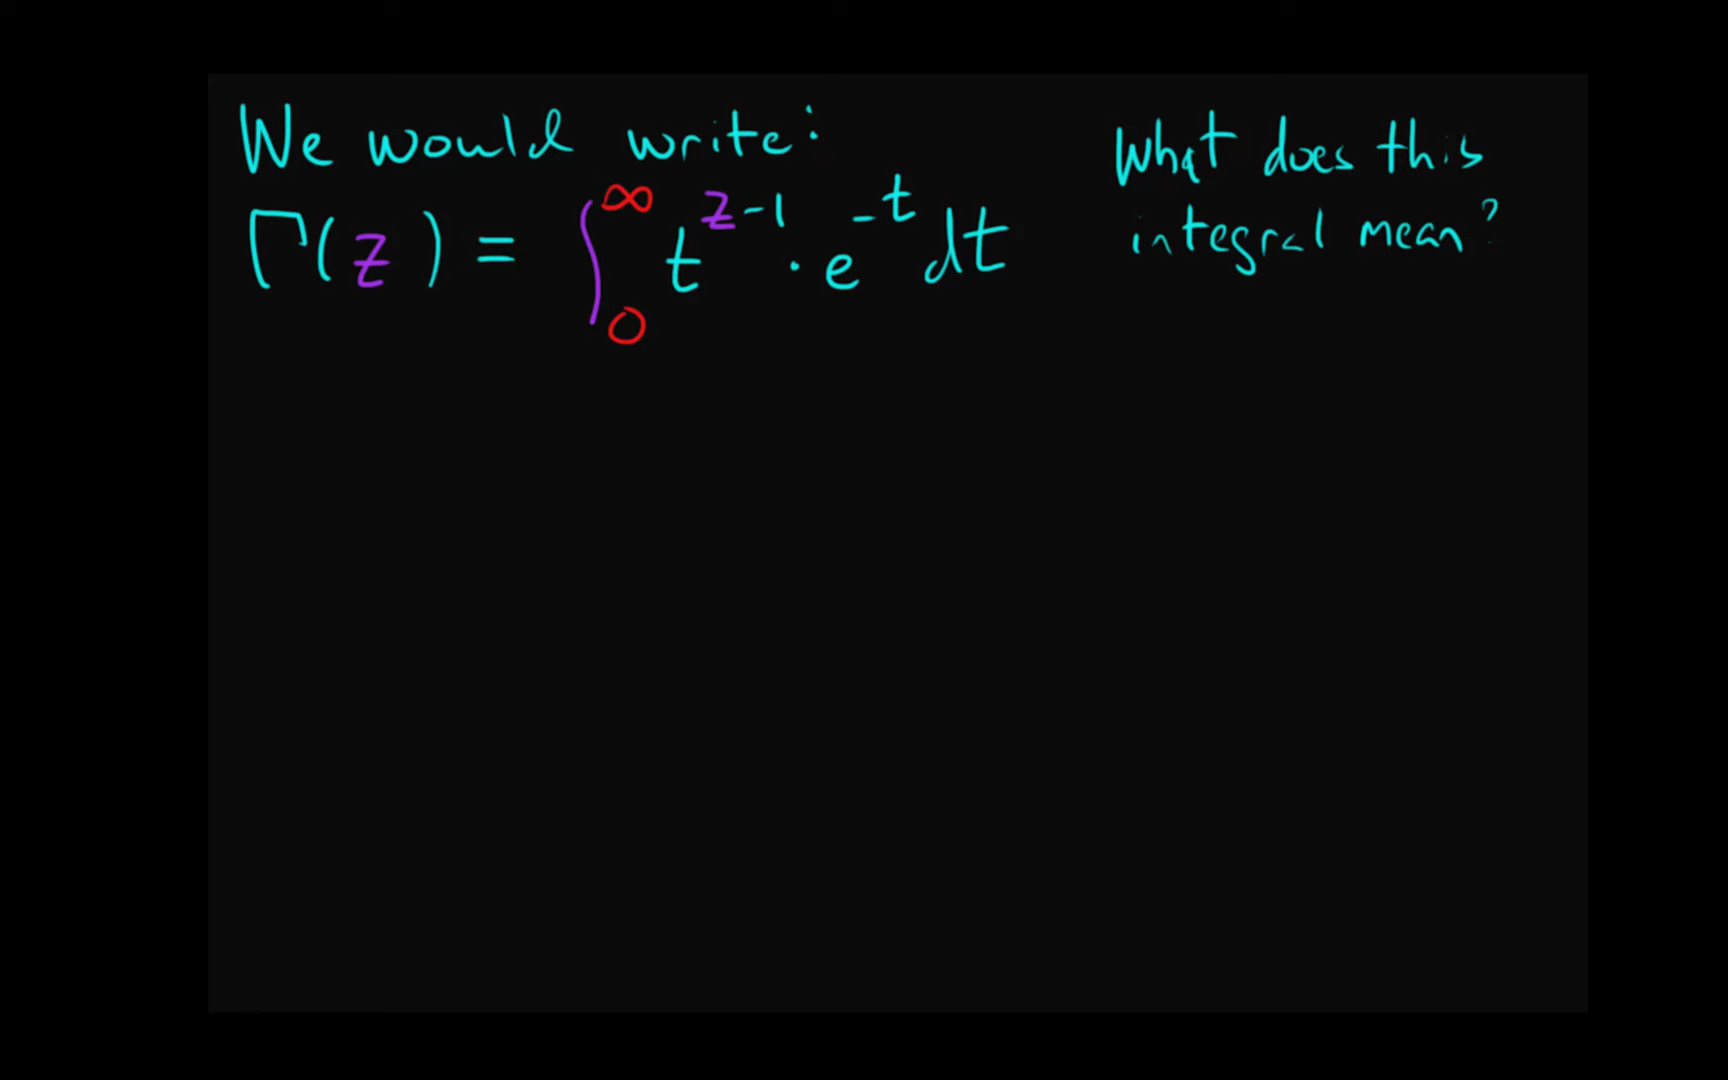 We would write:
Γ(z) = ∫₀^∞ t^(z-1) · e^(-t) dt
What does this
integral mean?